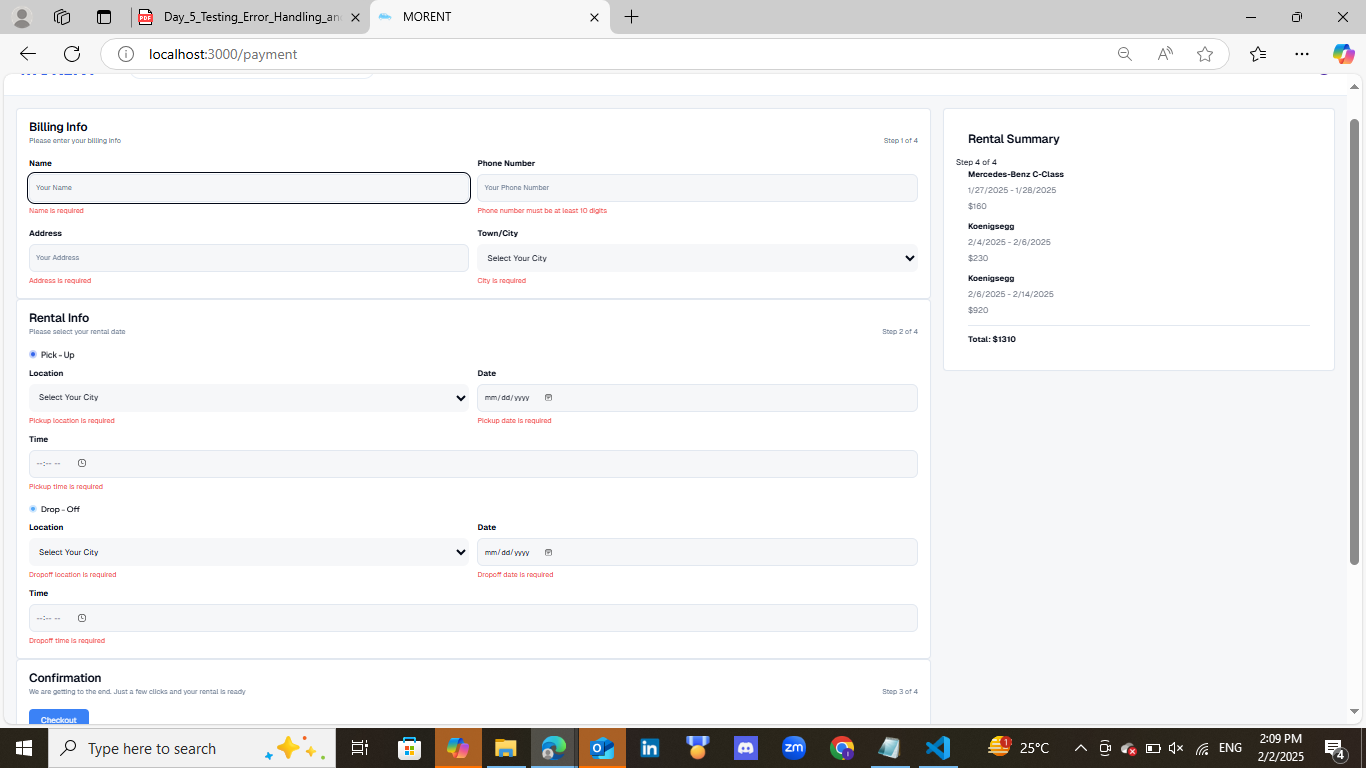 Day_5_Testing_Error_Handling_and
MORENT
localhost:3000/payment
Billing Info
Please enter your billing info
Step 1 of 4
Name
Phone Number
Your Name
Your Phone Number
Name is required
Phone number must be at least 10 digits
Address
Town/City
Your Address
Select Your City
Address is required
City is required
Rental Info
Please select your rental date
Step 2 of 4
Pick - Up
Location
Date
Select Your City
mm/dd/yyyy
Pickup location is required
Pickup date is required
Time
--:-- --
Pickup time is required
Drop - Off
Location
Date
Select Your City
mm/dd/yyyy
Dropoff location is required
Dropoff date is required
Time
--:-- --
Dropoff time is required
Confirmation
We are getting to the end. Just a few clicks and your rental is ready
Step 3 of 4
Checkout
Rental Summary
Step 4 of 4
Mercedes-Benz C-Class
1/27/2025 - 1/28/2025
$160
Koenigsegg
2/4/2025 - 2/6/2025
$230
Koenigsegg
2/6/2025 - 2/14/2025
$920
Total: $1310
Type here to search
25°C
ENG
2:09 PM
2/2/2025
4